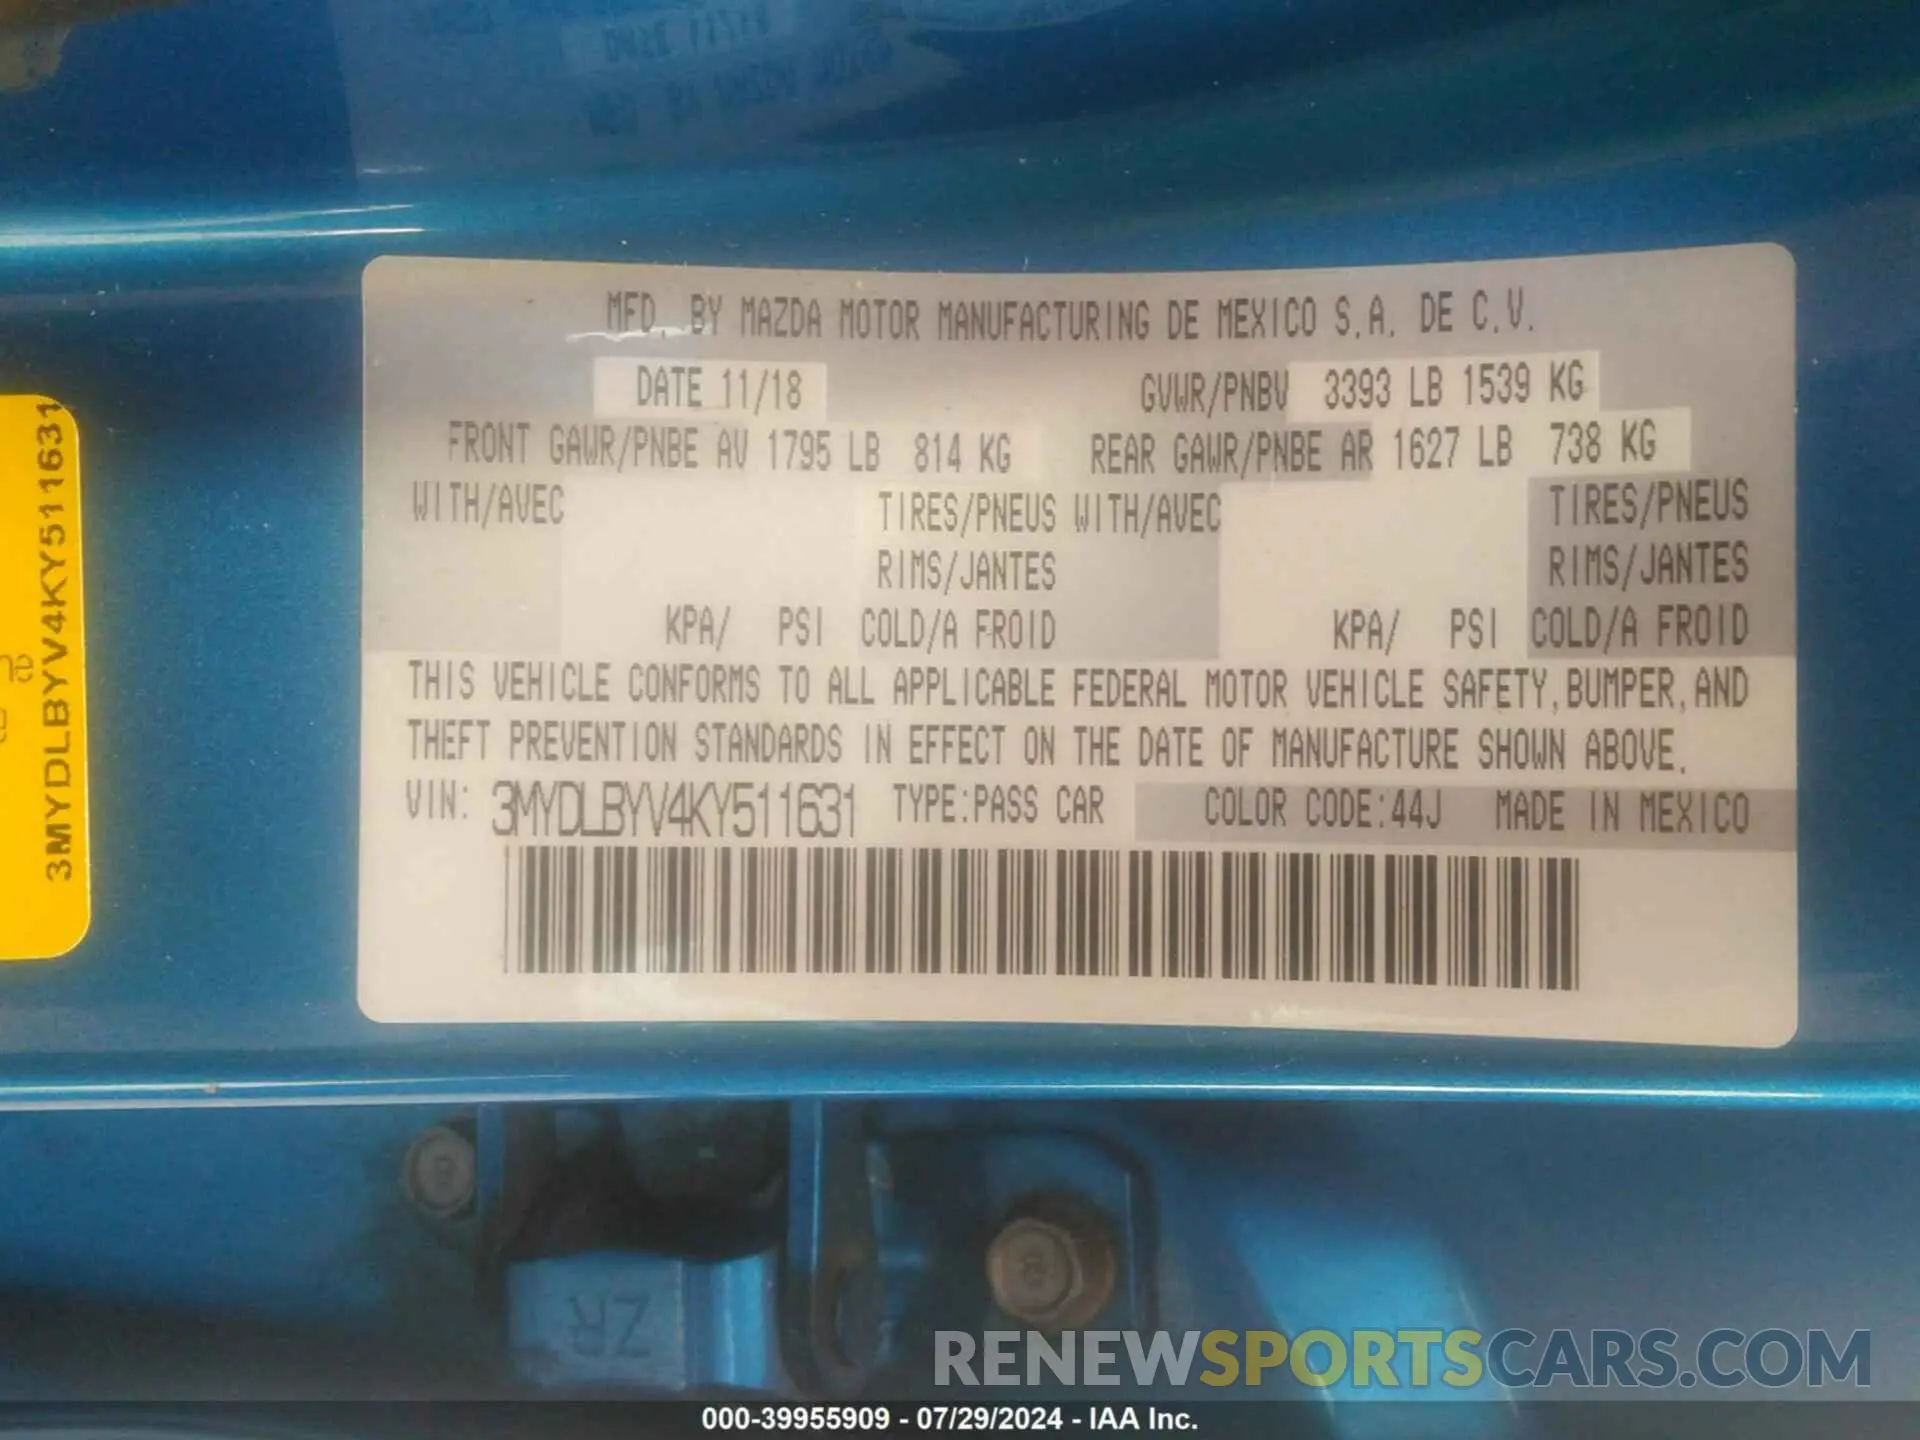 MFD. BY MAZDA MOTOR MANUFACTURING DE MEXICO S.A. DE C.V.
DATE 11/18 GVWR/PNBV 3393 LB 1539 KG
FRONT GAWR/PNBE AV 1795 LB 814 KG REAR GAWR/PNBE AR 1627 LB 738 KG
WITH/AVEC TIRES/PNEUS WITH/AVEC TIRES/PNEUS
RIMS/JANTES RIMS/JANTES
KPA/ PSI COLD/A FROID KPA/ PSI COLD/A FROID
THIS VEHICLE CONFORMS TO ALL APPLICABLE FEDERAL MOTOR VEHICLE SAFETY, BUMPER, AND
THEFT PREVENTION STANDARDS IN EFFECT ON THE DATE OF MANUFACTURE SHOWN ABOVE.
VIN: 3MYDLBYV4KY511631 TYPE:PASS CAR COLOR CODE:44J MADE IN MEXICO
3MYDLBYV4KY511631
ZR
RENEWSPORTSCARS.COM
000-39955909 - 07/29/2024 - IAA Inc.